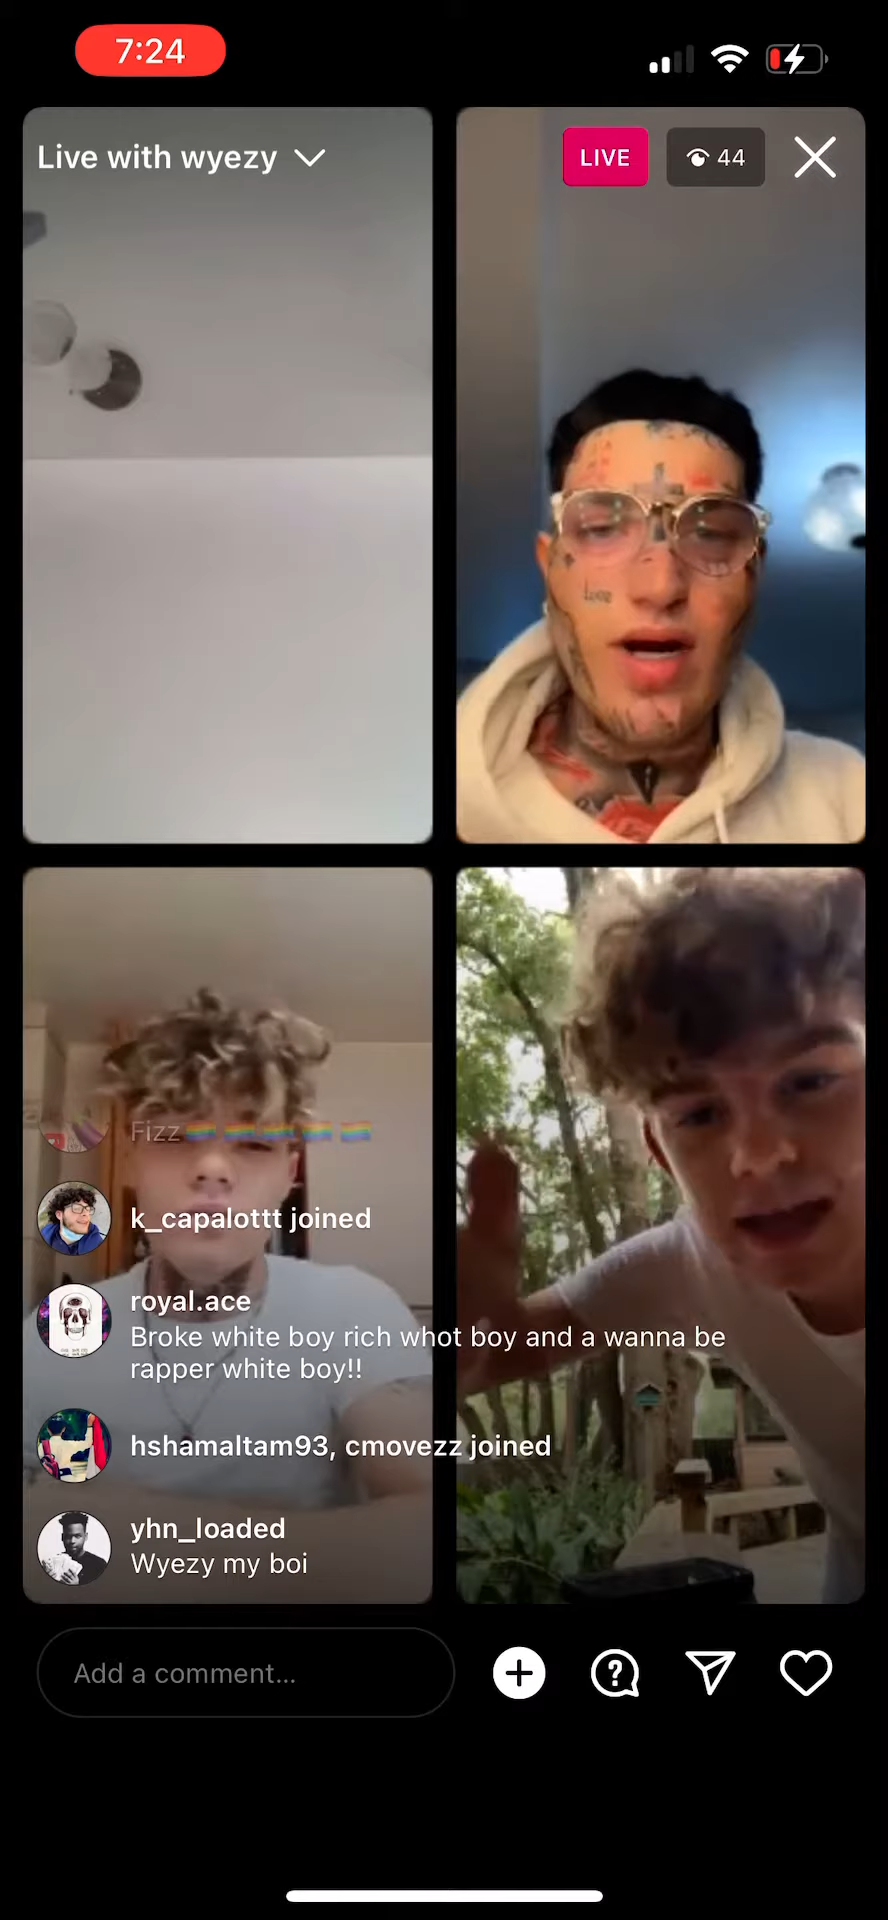 7:24
Live with wyezy
LIVE
44
love
Fizz🏳️‍🌈🏳️‍🌈🏳️‍🌈🏳️‍🌈🏳️‍🌈
k_capalottt joined
royal.ace
Broke white boy rich whot boy and a wanna be
rapper white boy!!
hshamaltam93, cmovezz joined
yhn_loaded
Wyezy my boi
Add a comment...